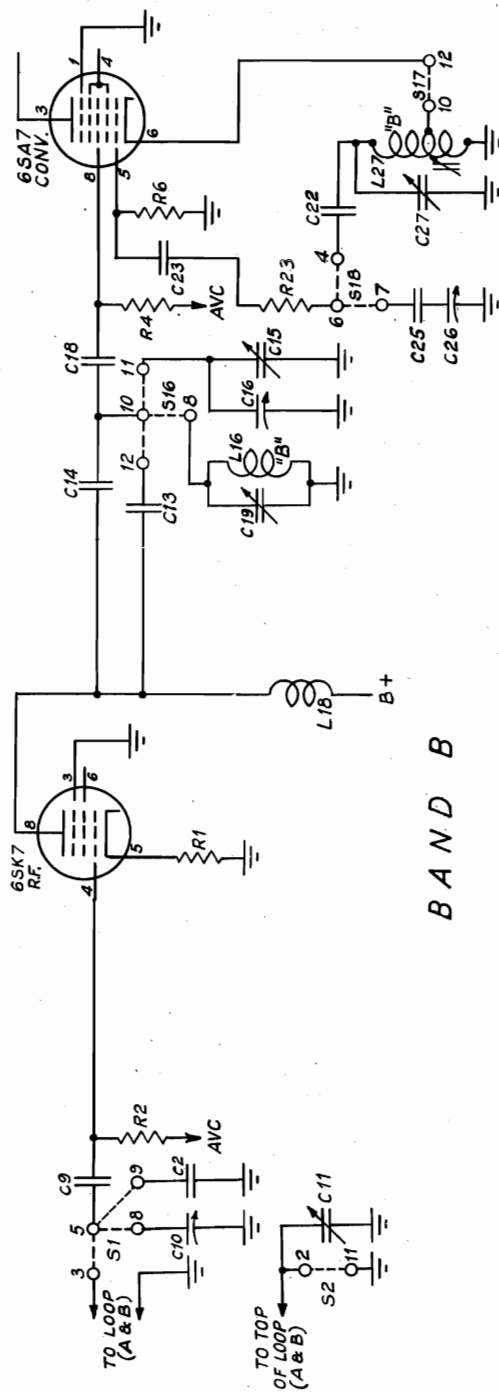 TO LOOP
(A & B)
3
5
S1
8
9
C9
C10
C2
R2
AVC
TO TOP
OF LOOP
(A & B)
2
S2
11
C11
6SK7
R.F.
4
8
3
6
5
R1
L18
B+
C14
C13
12
10
11
S16
8
C19
L16
"B"
C16
C15
C18
R4
AVC
C23
R6
R23
6
S18
4
7
C25
C26
C22
C27
L27
"B"
10
S17
12
6SA7
CONV.
3
8
5
1
4
6
BAND B